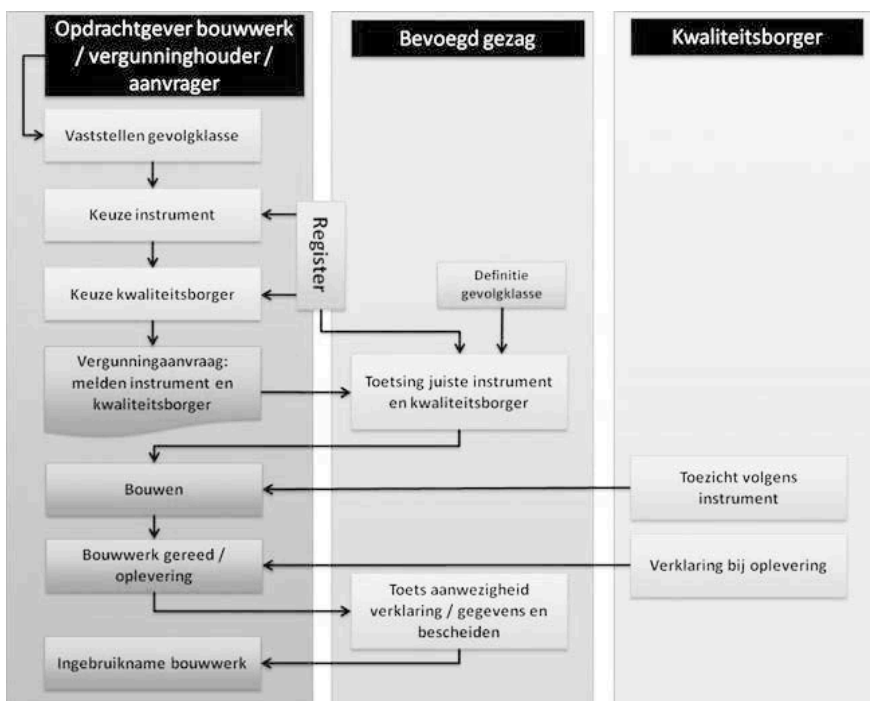 Opdrachtgever bouwwerk
/ vergunninghouder /
aanvrager
Bevoegd gezag
Kwaliteitsborger
Vaststellen gevolgklasse
Keuze instrument
Register
Keuze kwaliteitsborger
Definitie
gevolgklasse
Vergunningaanvraag:
melden instrument en
kwaliteitsborger
Toetsing juiste instrument
en kwaliteitsborger
Bouwen
Toezicht volgens
instrument
Bouwwerk gereed /
oplevering
Verklaring bij oplevering
Toets aanwezigheid
verklaring / gegevens en
bescheiden
Ingebruikname bouwwerk